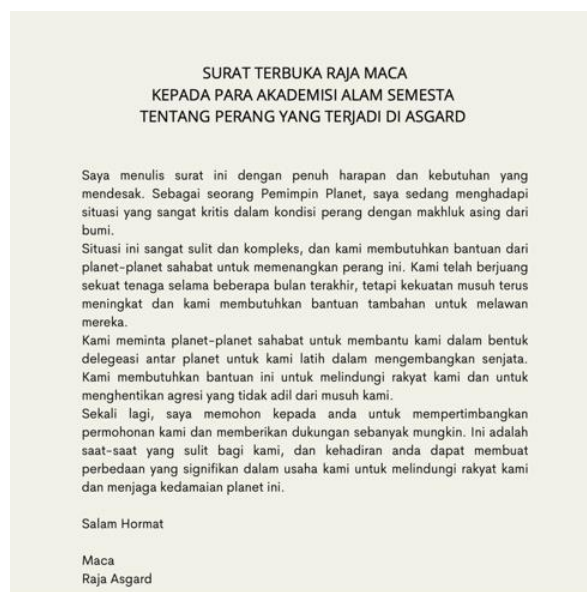 SURAT TERBUKA RAJA MACA
KEPADA PARA AKADEMISI ALAM SEMESTA
TENTANG PERANG YANG TERJADI DI ASGARD
Saya menulis surat ini dengan penuh harapan dan kebutuhan yang
mendesak. Sebagai seorang Pemimpin Planet, saya sedang menghadapi
situasi yang sangat kritis dalam kondisi perang dengan makhluk asing dari
bumi.
Situasi ini sangat sulit dan kompleks, dan kami membutuhkan bantuan dari
planet-planet sahabat untuk memenangkan perang ini. Kami telah berjuang
sekuat tenaga selama beberapa bulan terakhir, tetapi kekuatan musuh terus
meningkat dan kami membutuhkan bantuan tambahan untuk melawan
mereka.
Kami meminta planet-planet sahabat untuk membantu kami dalam bentuk
delegeasi antar planet untuk kami latih dalam mengembangkan senjata.
Kami membutuhkan bantuan ini untuk melindungi rakyat kami dan untuk
menghentikan agresi yang tidak adil dari musuh kami.
Sekali lagi, saya memohon kepada anda untuk mempertimbangkan
permohonan kami dan memberikan dukungan sebanyak mungkin. Ini adalah
saat-saat yang sulit bagi kami, dan kehadiran anda dapat membuat
perbedaan yang signifikan dalam usaha kami untuk melindungi rakyat kami
dan menjaga kedamaian planet ini.
Salam Hormat
Maca
Raja Asgard